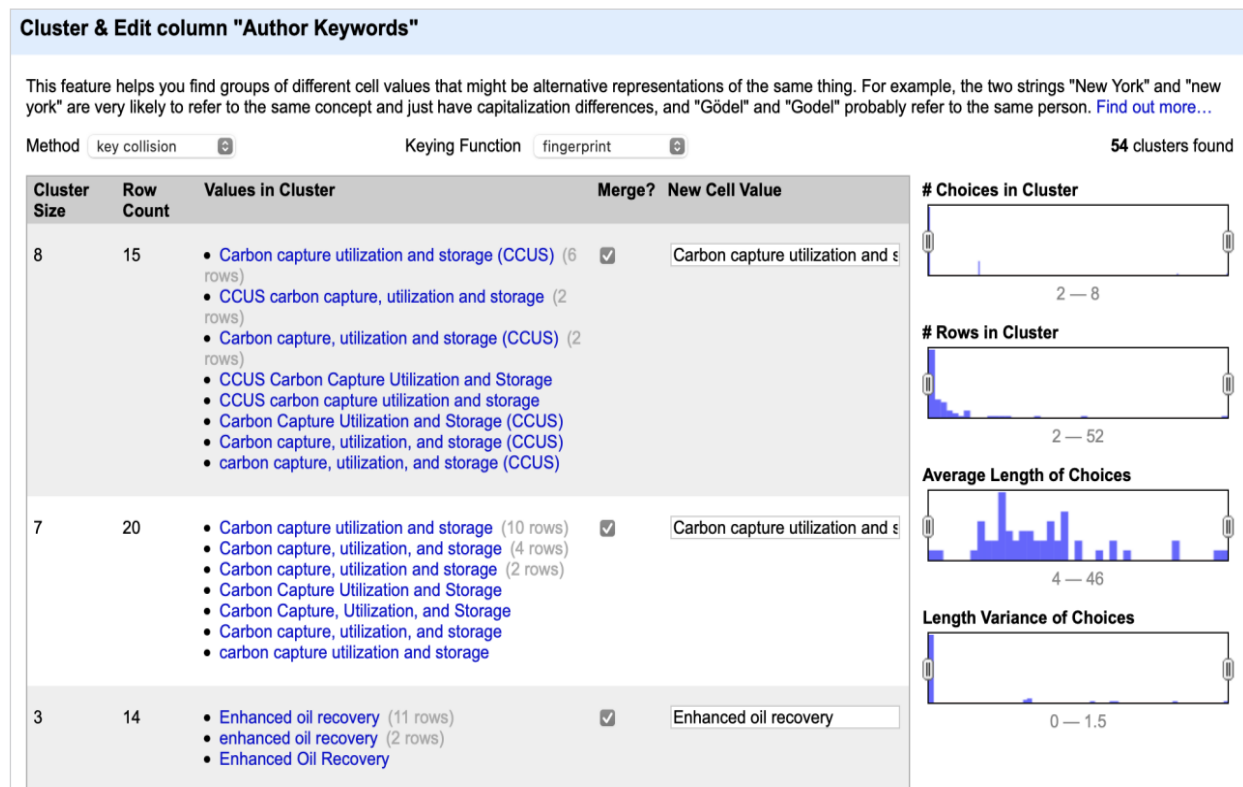 Cluster & Edit column "Author Keywords"
This feature helps you find groups of different cell values that might be alternative representations of the same thing. For example, the two strings "New York" and "new
york" are very likely to refer to the same concept and just have capitalization differences, and "Gödel" and "Godel" probably refer to the same person. Find out more...
Method key collision Keying Function fingerprint 54 clusters found
Cluster Size Row Count Values in Cluster Merge? New Cell Value
8 15
• Carbon capture utilization and storage (CCUS) (6
rows)
• CCUS carbon capture, utilization and storage (2
rows)
• Carbon capture, utilization and storage (CCUS) (2
rows)
• CCUS Carbon Capture Utilization and Storage
• CCUS carbon capture utilization and storage
• Carbon Capture Utilization and Storage (CCUS)
• Carbon capture, utilization, and storage (CCUS)
• carbon capture, utilization, and storage (CCUS)
Carbon capture utilization and s
7 20
• Carbon capture utilization and storage (10 rows)
• Carbon capture, utilization, and storage (4 rows)
• Carbon capture, utilization and storage (2 rows)
• Carbon Capture Utilization and Storage
• Carbon Capture, Utilization, and Storage
• Carbon capture, utilization, and storage
• carbon capture utilization and storage
Carbon capture utilization and s
3 14
• Enhanced oil recovery (11 rows)
• enhanced oil recovery (2 rows)
• Enhanced Oil Recovery
Enhanced oil recovery
# Choices in Cluster
2 — 8
# Rows in Cluster
2 — 52
Average Length of Choices
4 — 46
Length Variance of Choices
0 — 1.5